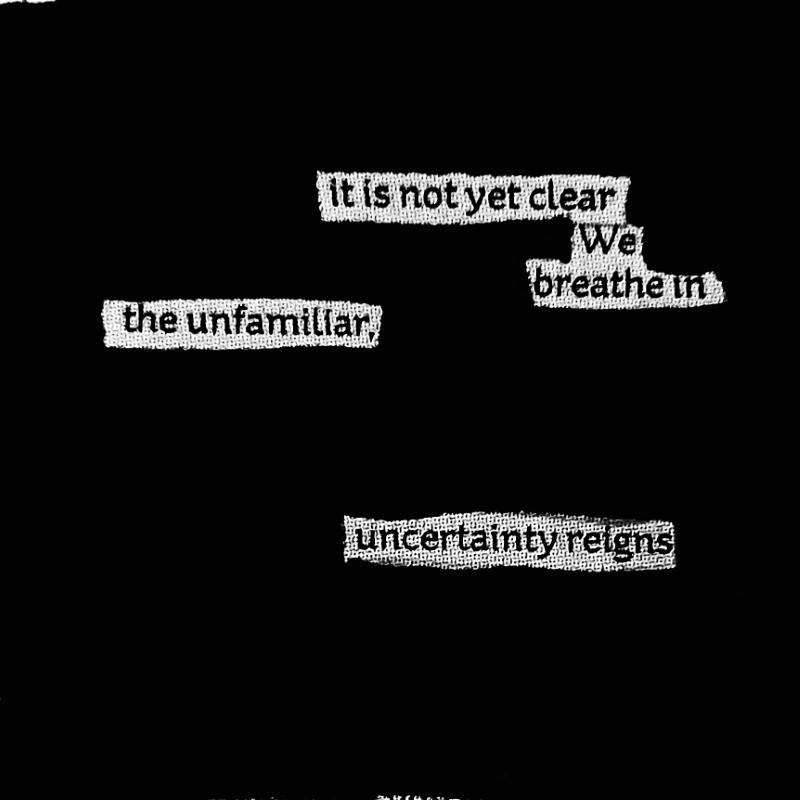 it is not yet clear
We
breathe in
the unfamiliar,
uncertainty reigns